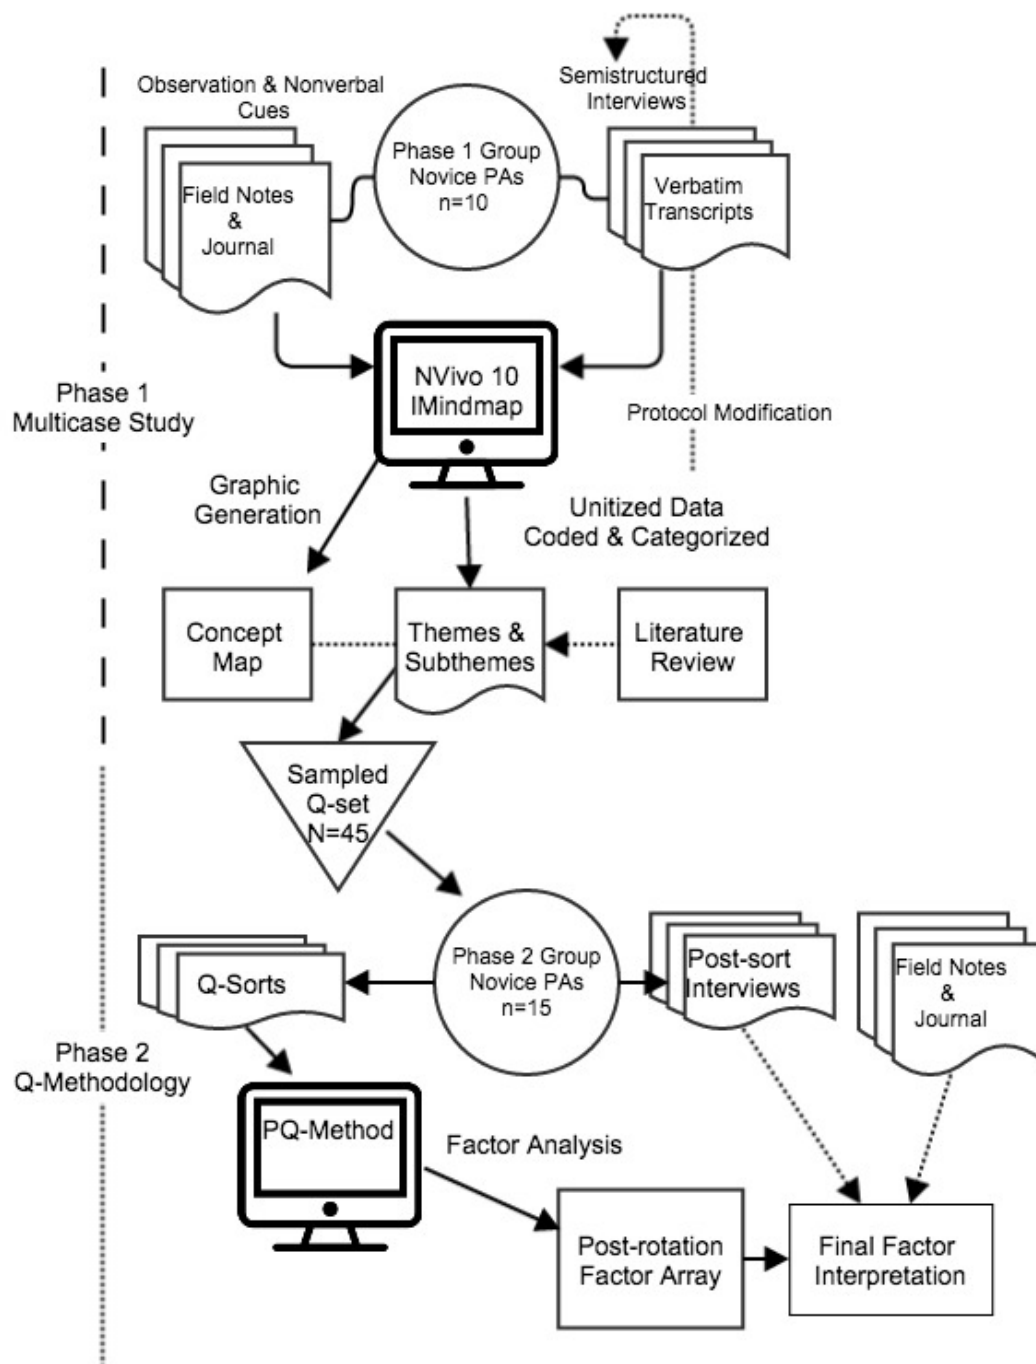 Observation & Nonverbal
Cues
Semistructured
Interviews
Field Notes
&
Journal
Phase 1 Group
Novice PAs
n=10
Verbatim
Transcripts
Phase 1
Multicase Study
NVivo 10
IMindmap
Protocol Modification
Graphic
Generation
Unitized Data
Coded & Categorized
Concept
Map
Themes &
Subthemes
Literature
Review
Sampled
Q-set
N=45
Q-Sorts
Phase 2 Group
Novice PAs
n=15
Post-sort
Interviews
Field Notes
&
Journal
Phase 2
Q-Methodology
PQ-Method
Factor Analysis
Post-rotation
Factor Array
Final Factor
Interpretation